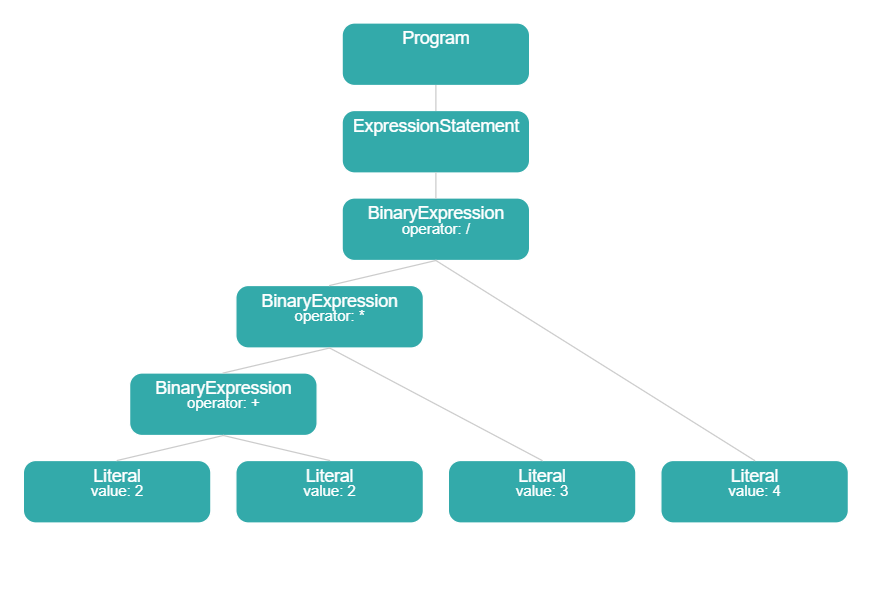 Program
ExpressionStatement
BinaryExpression
operator: /
BinaryExpression
operator: *
BinaryExpression
operator: +
Literal
value: 2
Literal
value: 2
Literal
value: 3
Literal
value: 4